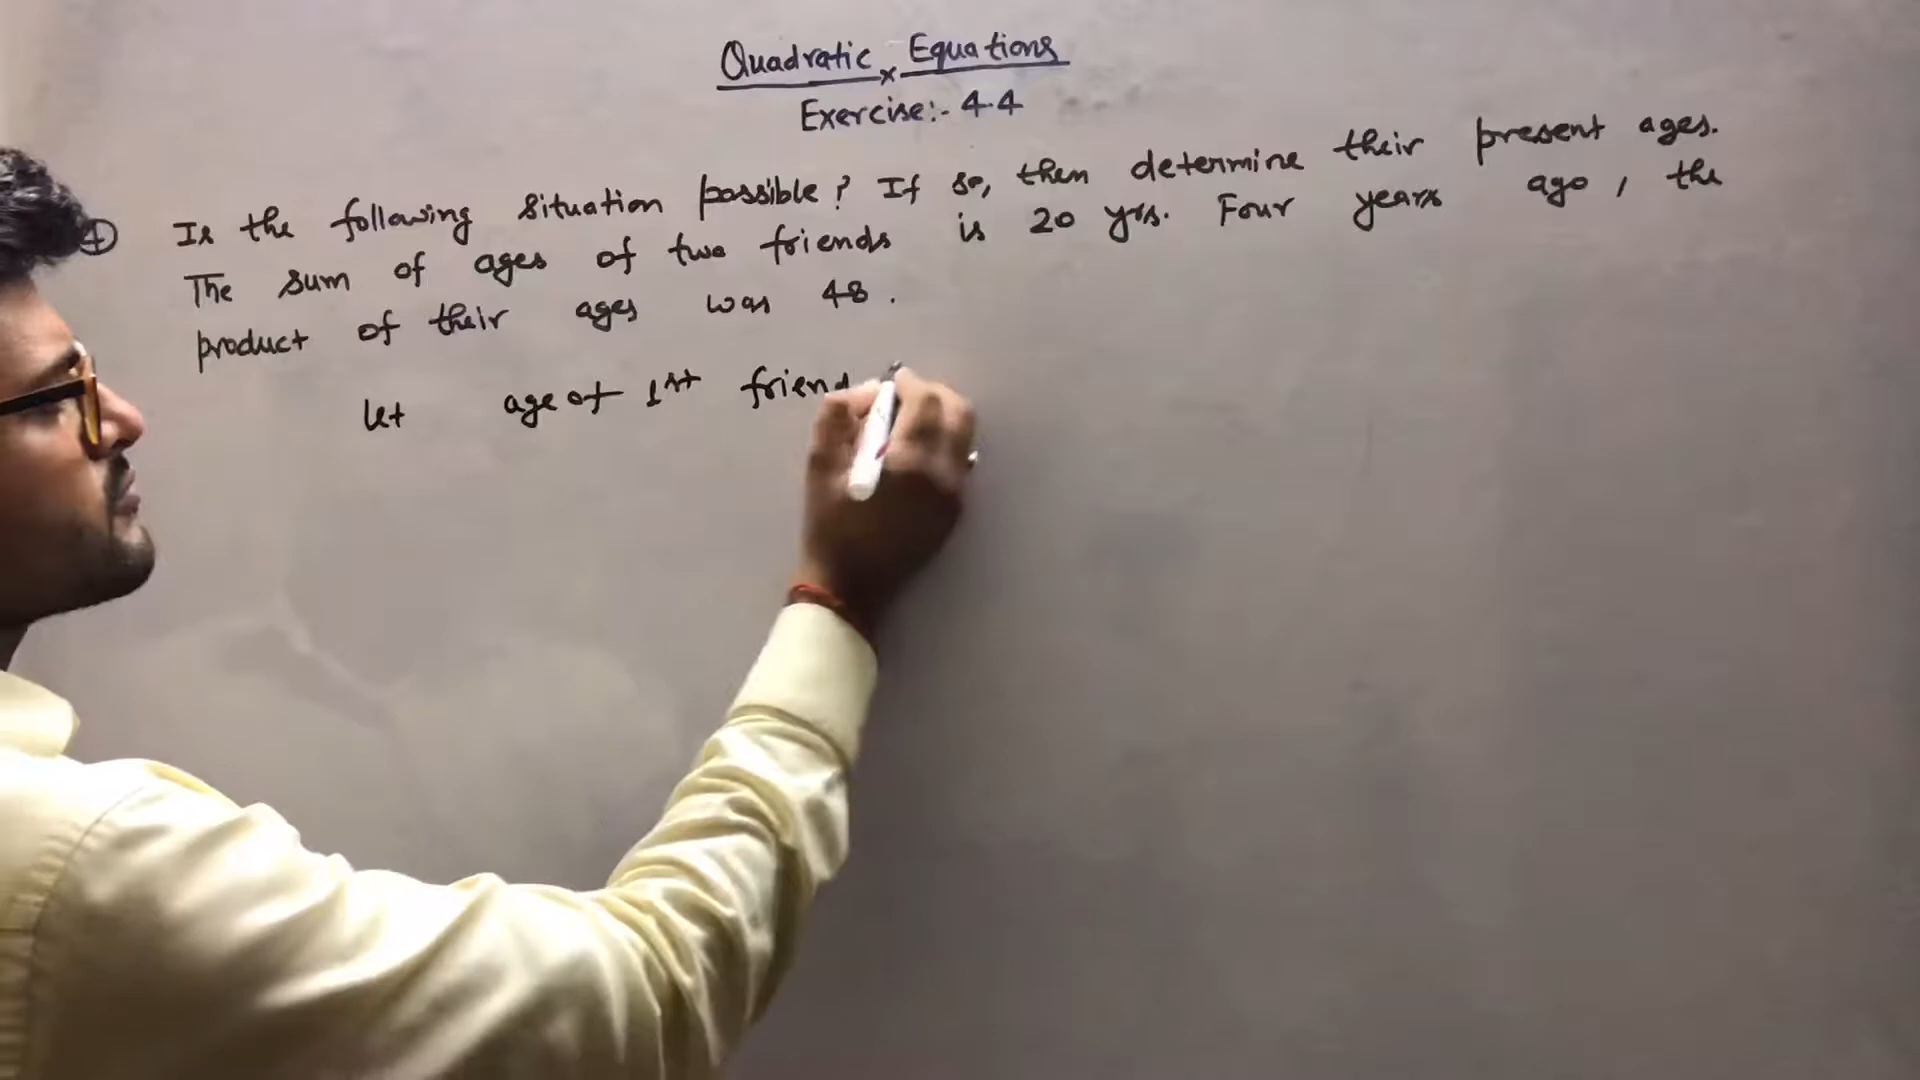 Quadratic Equations
Exercise:- 4.4
④ Is the following situation possible? If so, then determine their present ages.
The sum of ages of two friends is 20 yrs. Four years ago, the
product of their ages was 48.
let age of 1st friend